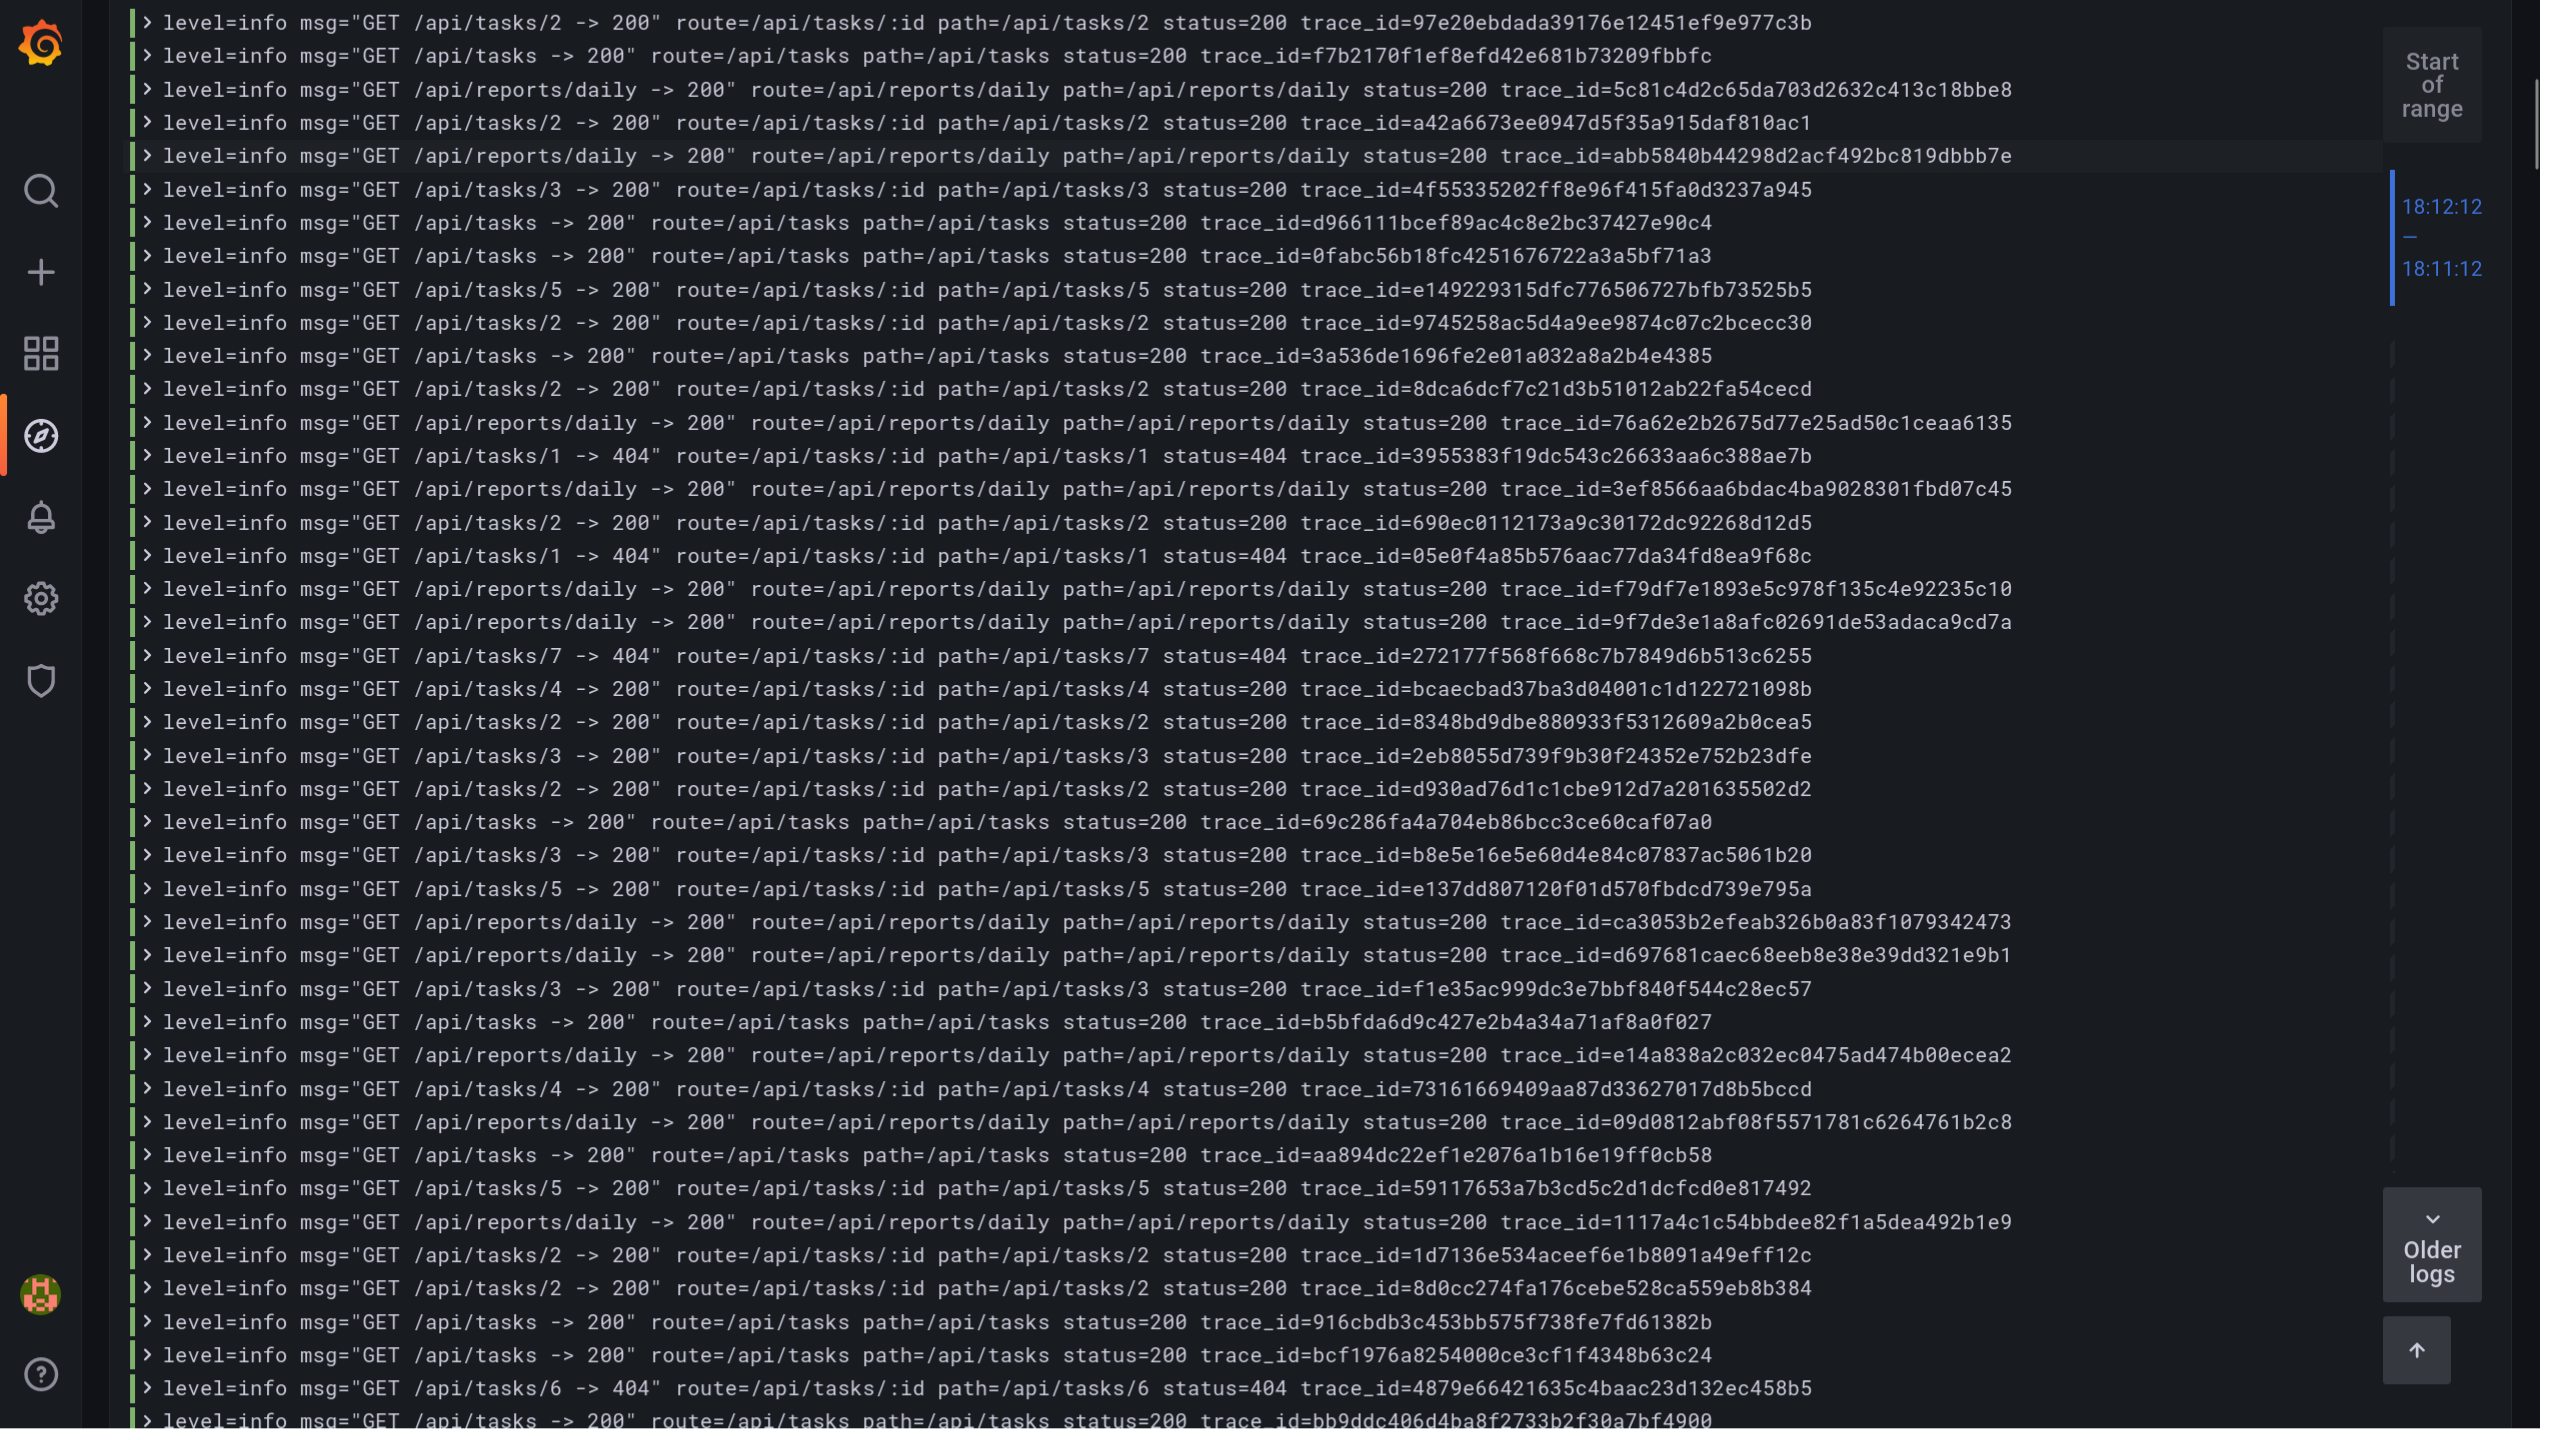 level=info msg="GET /api/tasks/2 -> 200" route=/api/tasks/:id path=/api/tasks/2 status=200 trace_id=97e20ebdada39176e12451ef9e977c3b
level=info msg="GET /api/tasks -> 200" route=/api/tasks path=/api/tasks status=200 trace_id=f7b2170f1ef8efd42e681b73209fbbfc
level=info msg="GET /api/reports/daily -> 200" route=/api/reports/daily path=/api/reports/daily status=200 trace_id=5c81c4d2c65da703d2632c413c18bbe8
level=info msg="GET /api/tasks/2 -> 200" route=/api/tasks/:id path=/api/tasks/2 status=200 trace_id=a42a6673ee0947d5f35a915daf810ac1
level=info msg="GET /api/reports/daily -> 200" route=/api/reports/daily path=/api/reports/daily status=200 trace_id=abb5840b44298d2acf492bc819dbbb7e
level=info msg="GET /api/tasks/3 -> 200" route=/api/tasks/:id path=/api/tasks/3 status=200 trace_id=4f55335202ff8e96f415fa0d3237a945
level=info msg="GET /api/tasks -> 200" route=/api/tasks path=/api/tasks status=200 trace_id=d966111bcef89ac4c8e2bc37427e90c4
level=info msg="GET /api/tasks -> 200" route=/api/tasks path=/api/tasks status=200 trace_id=0fabc56b18fc4251676722a3a5bf71a3
level=info msg="GET /api/tasks/5 -> 200" route=/api/tasks/:id path=/api/tasks/5 status=200 trace_id=e149229315dfc776506727bfb73525b5
level=info msg="GET /api/tasks/2 -> 200" route=/api/tasks/:id path=/api/tasks/2 status=200 trace_id=9745258ac5d4a9ee9874c07c2bcecc30
level=info msg="GET /api/tasks -> 200" route=/api/tasks path=/api/tasks status=200 trace_id=3a536de1696fe2e01a032a8a2b4e4385
level=info msg="GET /api/tasks/2 -> 200" route=/api/tasks/:id path=/api/tasks/2 status=200 trace_id=8dca6dcf7c21d3b51012ab22fa54cecd
level=info msg="GET /api/reports/daily -> 200" route=/api/reports/daily path=/api/reports/daily status=200 trace_id=76a62e2b2675d77e25ad50c1ceaa6135
level=info msg="GET /api/tasks/1 -> 404" route=/api/tasks/:id path=/api/tasks/1 status=404 trace_id=3955383f19dc543c26633aa6c388ae7b
level=info msg="GET /api/reports/daily -> 200" route=/api/reports/daily path=/api/reports/daily status=200 trace_id=3ef8566aa6bdac4ba9028301fbd07c45
level=info msg="GET /api/tasks/2 -> 200" route=/api/tasks/:id path=/api/tasks/2 status=200 trace_id=690ec0112173a9c30172dc92268d12d5
level=info msg="GET /api/tasks/1 -> 404" route=/api/tasks/:id path=/api/tasks/1 status=404 trace_id=05e0f4a85b576aac77da34fd8ea9f68c
level=info msg="GET /api/reports/daily -> 200" route=/api/reports/daily path=/api/reports/daily status=200 trace_id=f79df7e1893e5c978f135c4e92235c10
level=info msg="GET /api/reports/daily -> 200" route=/api/reports/daily path=/api/reports/daily status=200 trace_id=9f7de3e1a8afc02691de53adaca9cd7a
level=info msg="GET /api/tasks/7 -> 404" route=/api/tasks/:id path=/api/tasks/7 status=404 trace_id=272177f568f668c7b7849d6b513c6255
level=info msg="GET /api/tasks/4 -> 200" route=/api/tasks/:id path=/api/tasks/4 status=200 trace_id=bcaecbad37ba3d04001c1d122721098b
level=info msg="GET /api/tasks/2 -> 200" route=/api/tasks/:id path=/api/tasks/2 status=200 trace_id=8348bd9dbe880933f5312609a2b0cea5
level=info msg="GET /api/tasks/3 -> 200" route=/api/tasks/:id path=/api/tasks/3 status=200 trace_id=2eb8055d739f9b30f24352e752b23dfe
level=info msg="GET /api/tasks/2 -> 200" route=/api/tasks/:id path=/api/tasks/2 status=200 trace_id=d930ad76d1c1cbe912d7a201635502d2
level=info msg="GET /api/tasks -> 200" route=/api/tasks path=/api/tasks status=200 trace_id=69c286fa4a704eb86bcc3ce60caf07a0
level=info msg="GET /api/tasks/3 -> 200" route=/api/tasks/:id path=/api/tasks/3 status=200 trace_id=b8e5e16e5e60d4e84c07837ac5061b20
level=info msg="GET /api/tasks/5 -> 200" route=/api/tasks/:id path=/api/tasks/5 status=200 trace_id=e137dd807120f01d570fbdcd739e795a
level=info msg="GET /api/reports/daily -> 200" route=/api/reports/daily path=/api/reports/daily status=200 trace_id=ca3053b2efeab326b0a83f1079342473
level=info msg="GET /api/reports/daily -> 200" route=/api/reports/daily path=/api/reports/daily status=200 trace_id=d697681caec68eeb8e38e39dd321e9b1
level=info msg="GET /api/tasks/3 -> 200" route=/api/tasks/:id path=/api/tasks/3 status=200 trace_id=f1e35ac999dc3e7bbf840f544c28ec57
level=info msg="GET /api/tasks -> 200" route=/api/tasks path=/api/tasks status=200 trace_id=b5bfda6d9c427e2b4a34a71af8a0f027
level=info msg="GET /api/reports/daily -> 200" route=/api/reports/daily path=/api/reports/daily status=200 trace_id=e14a838a2c032ec0475ad474b00ecea2
level=info msg="GET /api/tasks/4 -> 200" route=/api/tasks/:id path=/api/tasks/4 status=200 trace_id=73161669409aa87d33627017d8b5bccd
level=info msg="GET /api/reports/daily -> 200" route=/api/reports/daily path=/api/reports/daily status=200 trace_id=09d0812abf08f5571781c6264761b2c8
level=info msg="GET /api/tasks -> 200" route=/api/tasks path=/api/tasks status=200 trace_id=aa894dc22ef1e2076a1b16e19ff0cb58
level=info msg="GET /api/tasks/5 -> 200" route=/api/tasks/:id path=/api/tasks/5 status=200 trace_id=59117653a7b3cd5c2d1dcfcd0e817492
level=info msg="GET /api/reports/daily -> 200" route=/api/reports/daily path=/api/reports/daily status=200 trace_id=1117a4c1c54bbdee82f1a5dea492b1e9
level=info msg="GET /api/tasks/2 -> 200" route=/api/tasks/:id path=/api/tasks/2 status=200 trace_id=1d7136e534aceef6e1b8091a49eff12c
level=info msg="GET /api/tasks/2 -> 200" route=/api/tasks/:id path=/api/tasks/2 status=200 trace_id=8d0cc274fa176cebe528ca559eb8b384
level=info msg="GET /api/tasks -> 200" route=/api/tasks path=/api/tasks status=200 trace_id=916cbdb3c453bb575f738fe7fd61382b
level=info msg="GET /api/tasks -> 200" route=/api/tasks path=/api/tasks status=200 trace_id=bcf1976a8254000ce3cf1f4348b63c24
level=info msg="GET /api/tasks/6 -> 404" route=/api/tasks/:id path=/api/tasks/6 status=404 trace_id=4879e66421635c4baac23d132ec458b5
level=info msg="GET /api/tasks -> 200" route=/api/tasks path=/api/tasks status=200 trace_id=bb9ddc406d4ba8f2733b2f30a7bf4900
Start
of
range
18:12:12
—
18:11:12
Older
logs